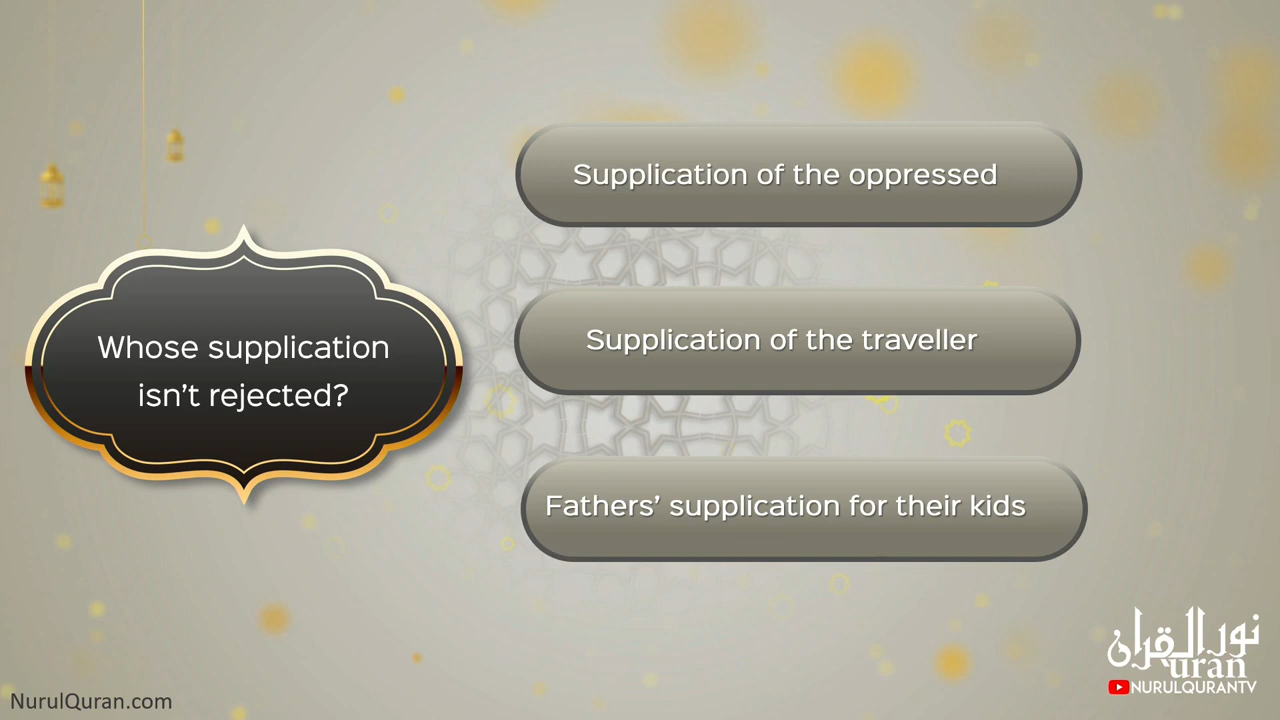 Whose supplication
isn't rejected?
Supplication of the oppressed
Supplication of the traveller
Fathers' supplication for their kids
نور القرآن
uran
NURULQURANTV
NurulQuran.com